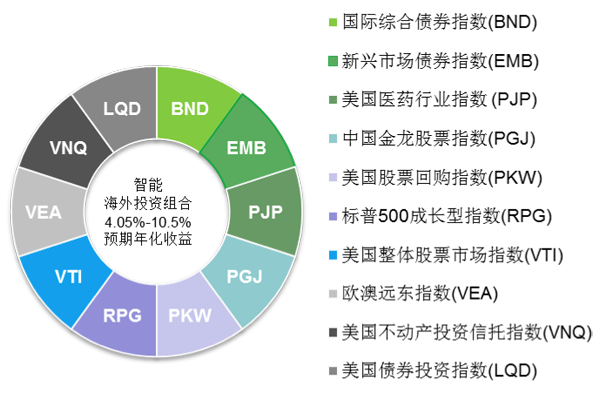 LQD
BND
VNQ
EMB
VEA
PJP
VTI
PGJ
RPG
PKW
智能
海外投资组合
4.05%-10.5%
预期年化收益
国际综合债券指数(BND)
新兴市场债券指数(EMB)
美国医药行业指数 (PJP)
中国金龙股票指数(PGJ)
美国股票回购指数(PKW)
标普500成长型指数(RPG)
美国整体股票市场指数(VTI)
欧澳远东指数(VEA)
美国不动产投资信托指数(VNQ)
美国债券投资指数(LQD)